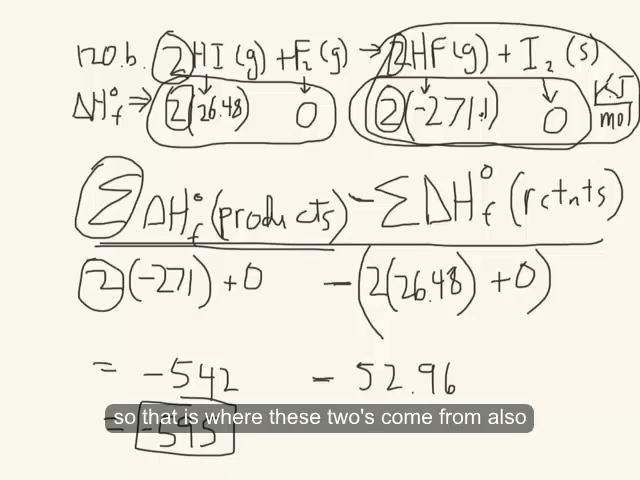 120.b. 2HI(g) + F₂(g) → 2HF(g) + I₂(s)
ΔH°f ⇒ 2(26.48) 0 2(-271.1) 0 KJ/mol
Σ ΔH°f (products) - Σ ΔH°f (rctnts)
2(-271) + 0 - (2(26.48) + 0)
= -542 - 52.96
= -595
so that is where these two's come from also